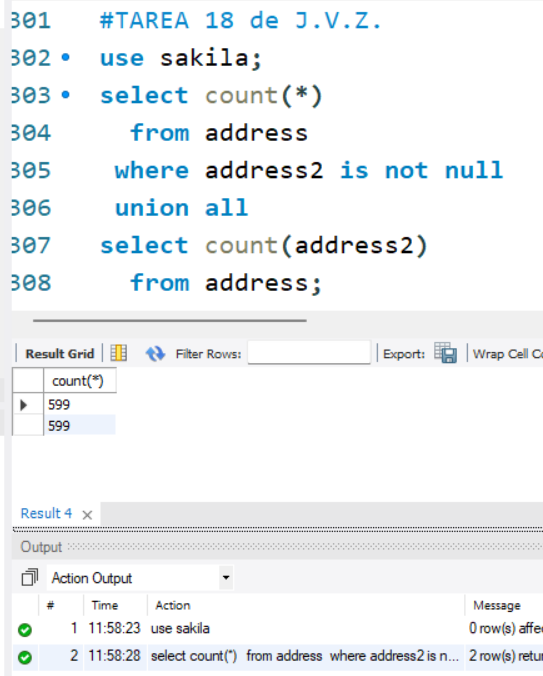 301 #TAREA 18 de J.V.Z.
302 • use sakila;
303 • select count(*)
304 from address
305 where address2 is not null
306 union all
307 select count(address2)
308 from address;
Result Grid Filter Rows: Export: Wrap Cell Co
count(*)
599
599
Result 4 ×
Output
Action Output
# Time Action Message
1 11:58:23 use sakila 0 row(s) affe
2 11:58:28 select count(*) from address where address2 is n... 2 row(s) retur